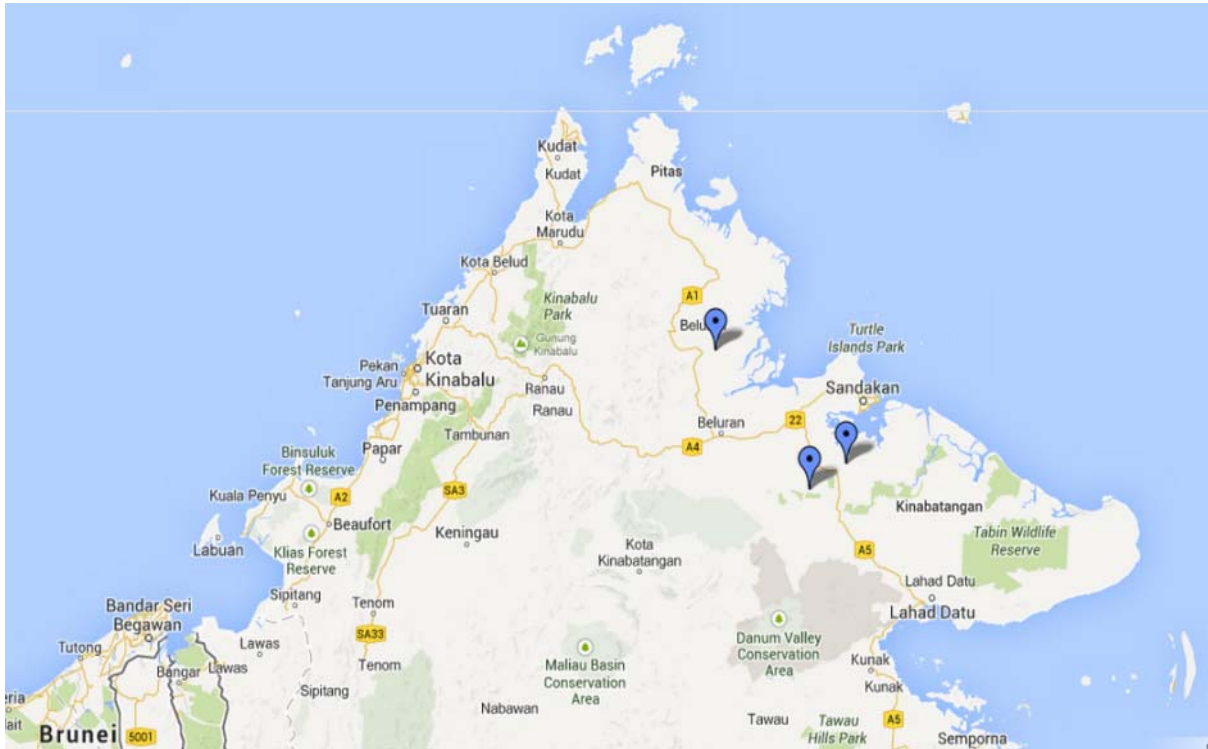 Kudat
Kudat
Pitas
Kota
Marudu
Kota Belud
A1
Kinabalu
Park
Tuaran
Turtle
Islands Park
Gunung
Kinabalu
Pekan
Tanjung Aru
Kota
Kinabalu
Ranau
Ranau
Sandakan
Penampang
Beluran
22
Tambunan
A4
Papar
Binsuluk
Forest Reserve
SA3
Kuala Penyu
A2
Beaufort
Kinabatangan
Keningau
Tabin Wildlife
Reserve
Labuan
Klias Forest
Reserve
Kota
Kinabatangan
A5
Lahad Datu
Lahad Datu
Sipitang
Bandar Seri
Begawan
Tenom
SA33
Danum Valley
Conservation
Area
Tutong
Lawas
Lawas
Bangar
Tenom
Maliau Basin
Conservation
Area
Kunak
Kunak
Sipitang
Nabawan
Tawau
Tawau
Hills Park
A5
Brunei
5001
Semporna